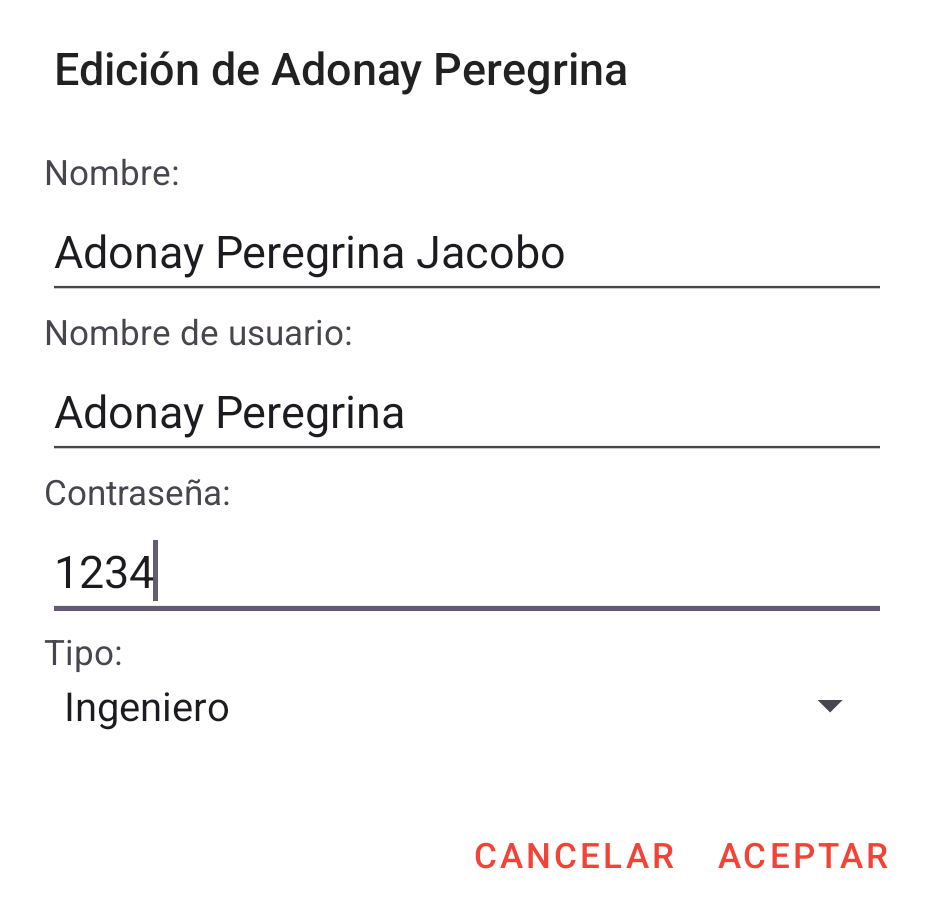 Edición de Adonay Peregrina
Nombre:
Adonay Peregrina Jacobo
Nombre de usuario:
Adonay Peregrina
Contraseña:
1234
Tipo:
Ingeniero
CANCELAR ACEPTAR